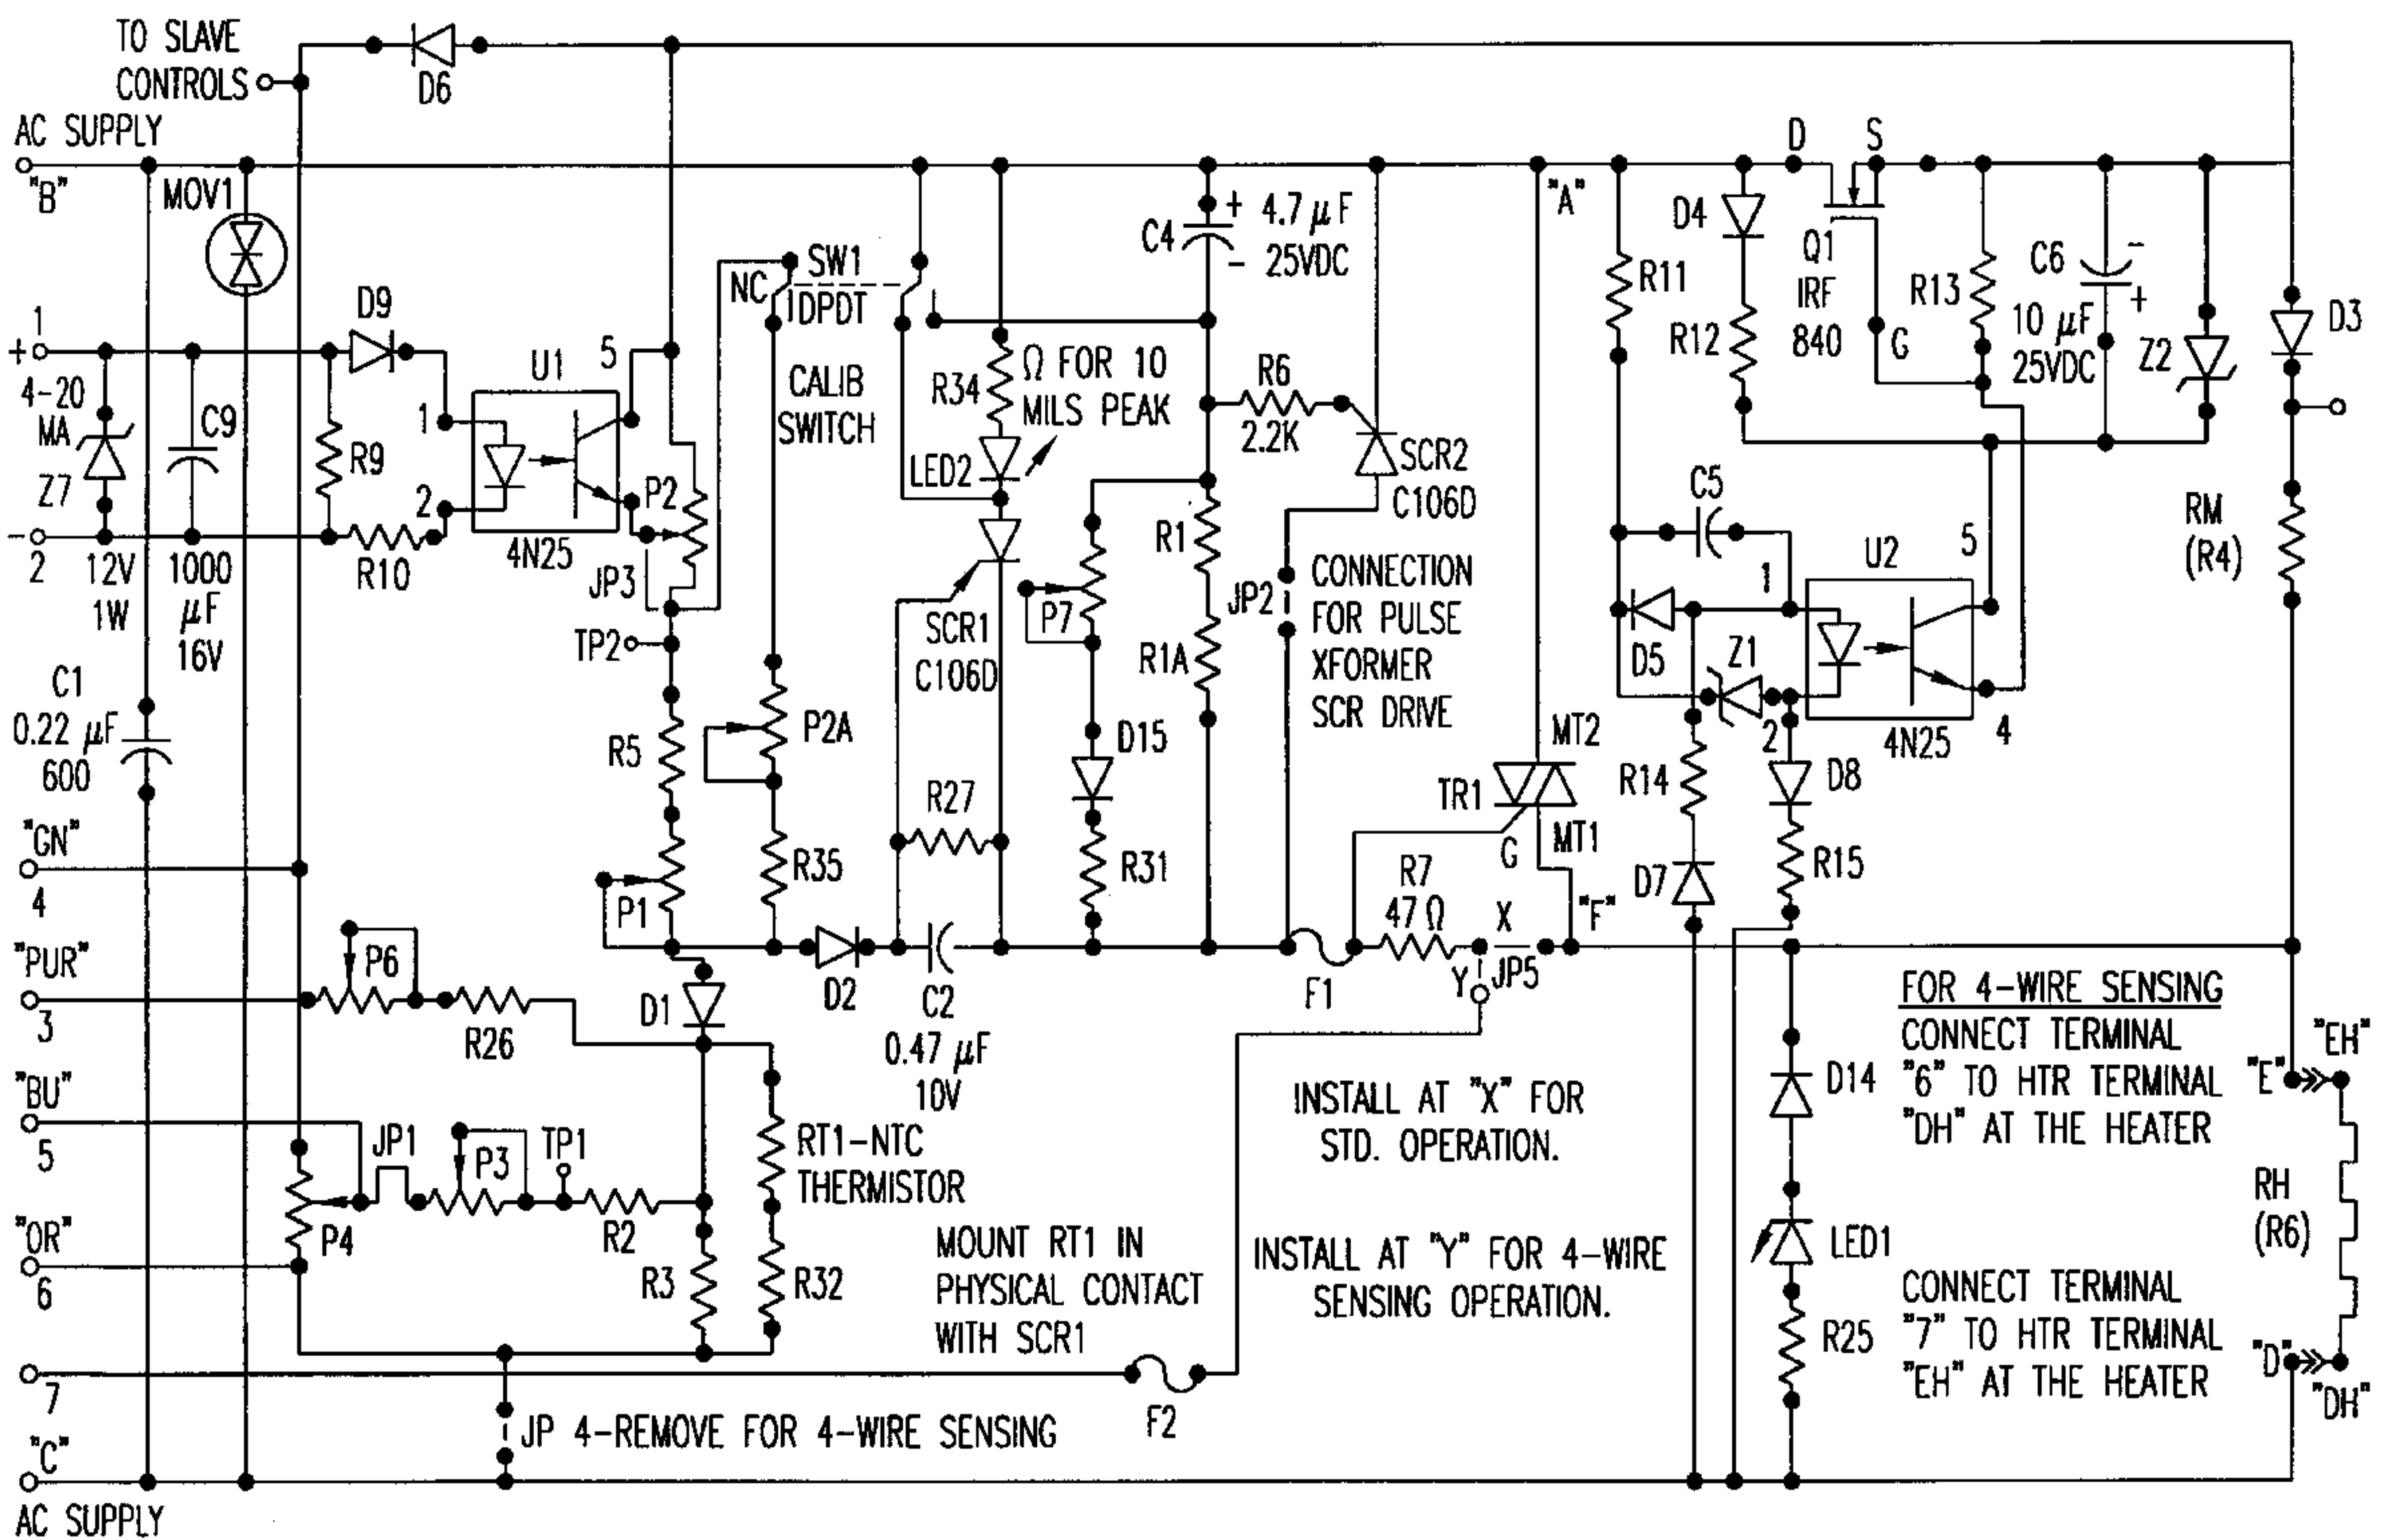 TO SLAVE
CONTROLS
D6
AC SUPPLY
"B"
MOV1
D9
1
+
4-20
MA
Z7
-
2
12V
1W
C9
1000
µF
16V
R9
R10
U1
5
1
2
4N25
JP3
P2
TP2
NC
SW1
DPDT
CALIB
SWITCH
R34
Ω FOR 10
MILS PEAK
LED2
SCR1
C106D
C4
+ 4.7 µF
- 25VDC
R6
2.2K
SCR2
C106D
P7
R1
R1A
JP2
CONNECTION
FOR PULSE
XFORMER
SCR DRIVE
"A"
D
S
D4
Q1
IRF
840
G
R11
R12
R13
C6
-
+
10 µF
25VDC
Z2
D3
RM
(R4)
C5
U2
5
1
D5
Z1
2
4N25
4
C1
0.22 µF
600
R5
P2A
R27
D15
R31
R35
P1
TR1
MT2
MT1
G
R14
D8
D7
R15
"GN"
4
"PUR"
3
P6
R26
D1
D2
C2
0.47 µF
10V
F1
R7
47 Ω
X
Y
JP5
"F"
"BU"
5
JP1
P3
TP1
P4
R2
R3
RT1-NTC
THERMISTOR
R32
"OR"
6
MOUNT RT1 IN
PHYSICAL CONTACT
WITH SCR1
INSTALL AT "X" FOR
STD. OPERATION.
INSTALL AT "Y" FOR 4-WIRE
SENSING OPERATION.
D14
LED1
R25
FOR 4-WIRE SENSING
CONNECT TERMINAL
"6" TO HTR TERMINAL
"DH" AT THE HEATER
CONNECT TERMINAL
"7" TO HTR TERMINAL
"EH" AT THE HEATER
"E"
"EH"
RH
(R6)
"D"
"DH"
7
F2
JP 4-REMOVE FOR 4-WIRE SENSING
"C"
AC SUPPLY